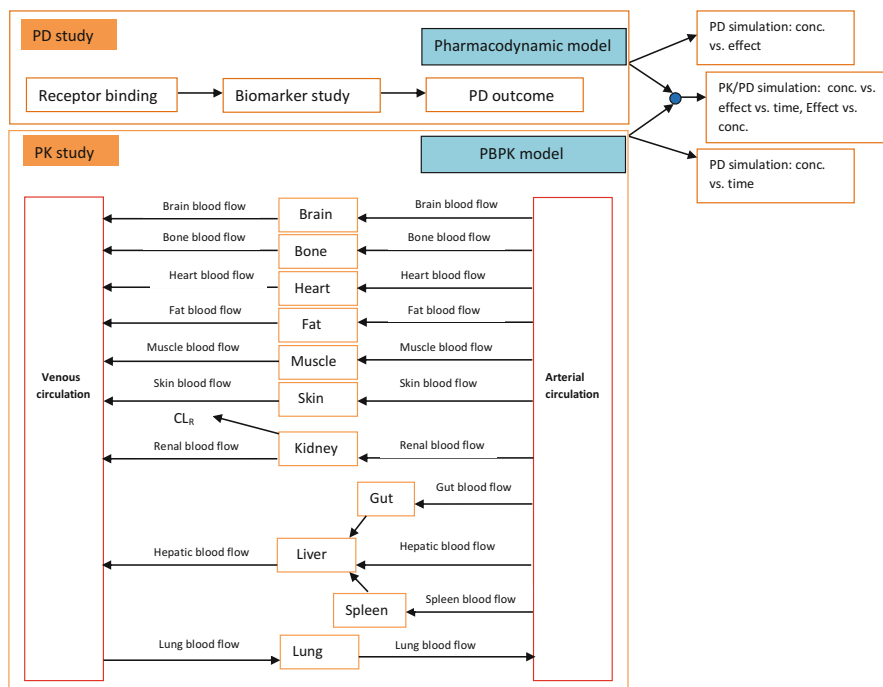 PD study
Pharmacodynamic model
Receptor binding
Biomarker study
PD outcome
PD simulation: conc.
vs. effect
PK/PD simulation: conc. vs.
effect vs. time, Effect vs.
conc.
PD simulation: conc.
vs. time
PK study
PBPK model
Venous
circulation
Arterial
circulation
Brain blood flow
Brain
Brain blood flow
Bone blood flow
Bone
Bone blood flow
Heart blood flow
Heart
Heart blood flow
Fat blood flow
Fat
Fat blood flow
Muscle blood flow
Muscle
Muscle blood flow
Skin blood flow
Skin
Skin blood flow
CLR
Renal blood flow
Kidney
Renal blood flow
Gut
Gut blood flow
Hepatic blood flow
Liver
Hepatic blood flow
Spleen
Spleen blood flow
Lung blood flow
Lung
Lung blood flow